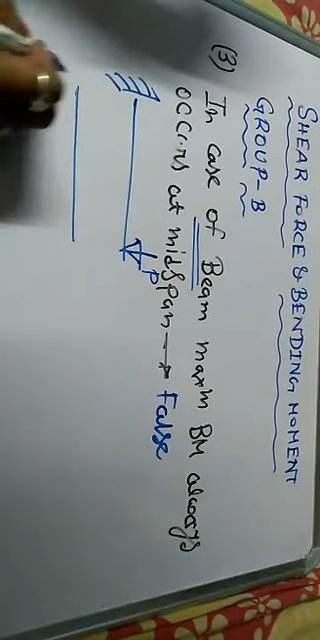 SHEAR FORCE & BENDING MOMENT
GROUP-B
(3) In case of Beam maxm BM always
occurs at midspan → False
P